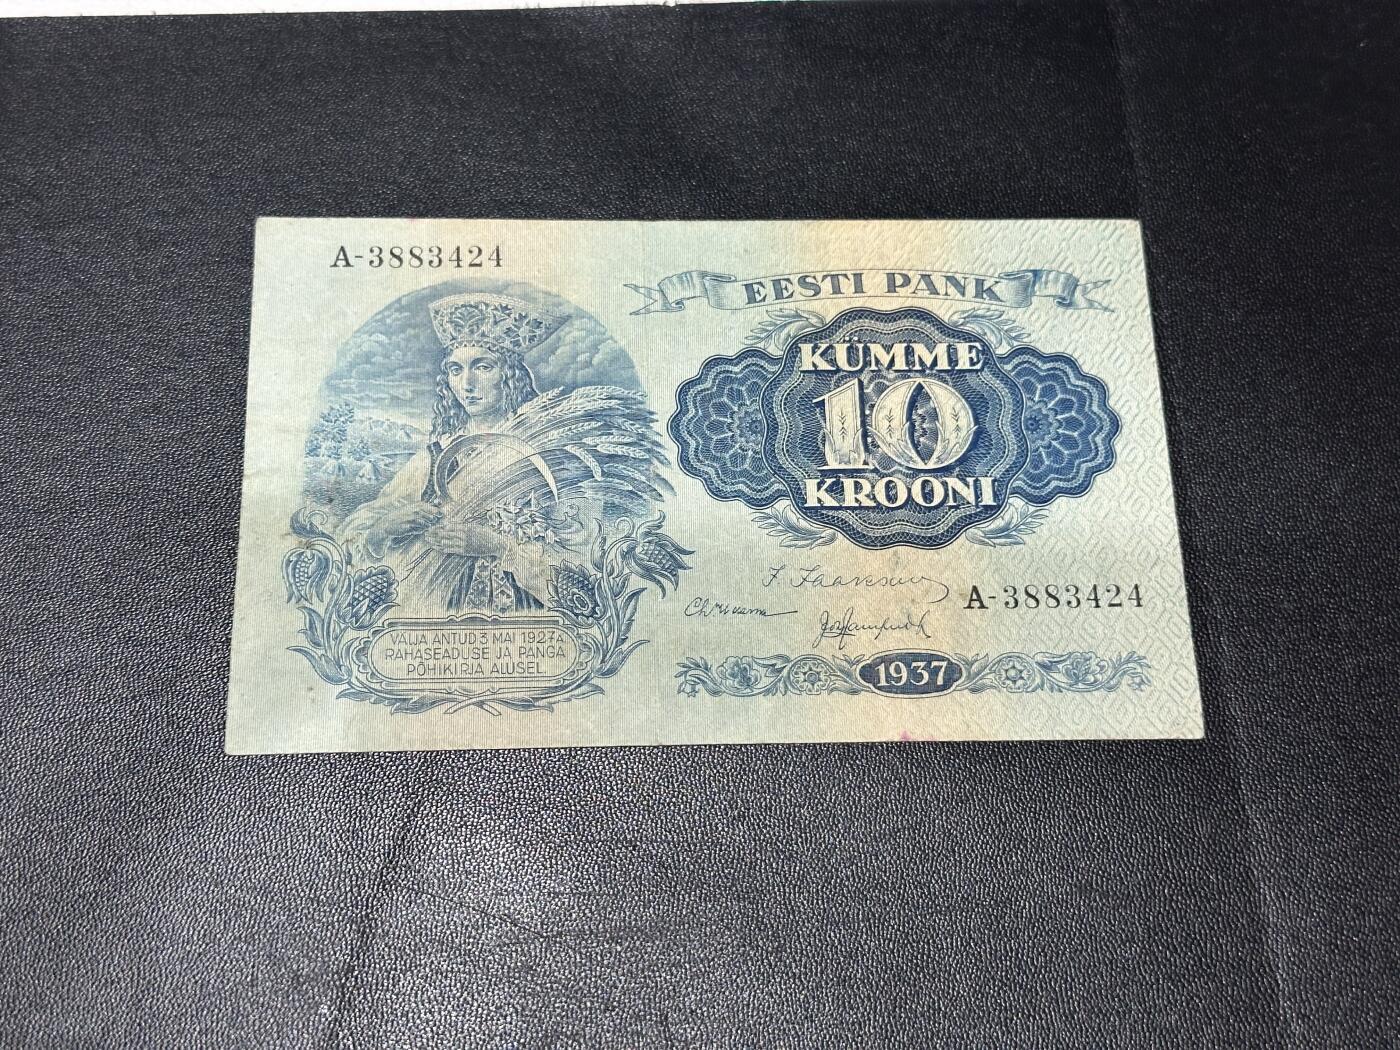 A-3883424
EESTI PANK
KÜMME
10
KROONI
A-3883424
VÄLJA ANTUD 3 MAI 1927 A
RAHASEADUSE JA PANGA
PÕHIKIRJA ALUSEL
1937